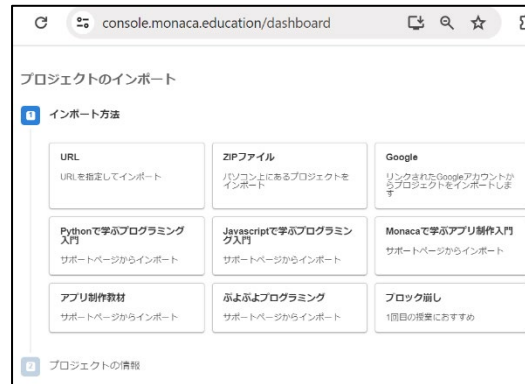 console.monaca.education/dashboard
プロジェクトのインポート
1 インポート方法
URL
URLを指定してインポート
ZIPファイル
パソコン上にあるプロジェクトを
インポート
Google
リンクされたGoogleアカウントか
らプロジェクトをインポートしま
す
Pythonで学ぶプログラミング
入門
サポートページからインポート
Javascriptで学ぶプログラミン
グ入門
サポートページからインポート
Monacaで学ぶアプリ制作入門
サポートページからインポート
アプリ制作教材
サポートページからインポート
ぷよぷよプログラミング
サポートページからインポート
ブロック崩し
1回目の授業におすすめ
2 プロジェクトの情報